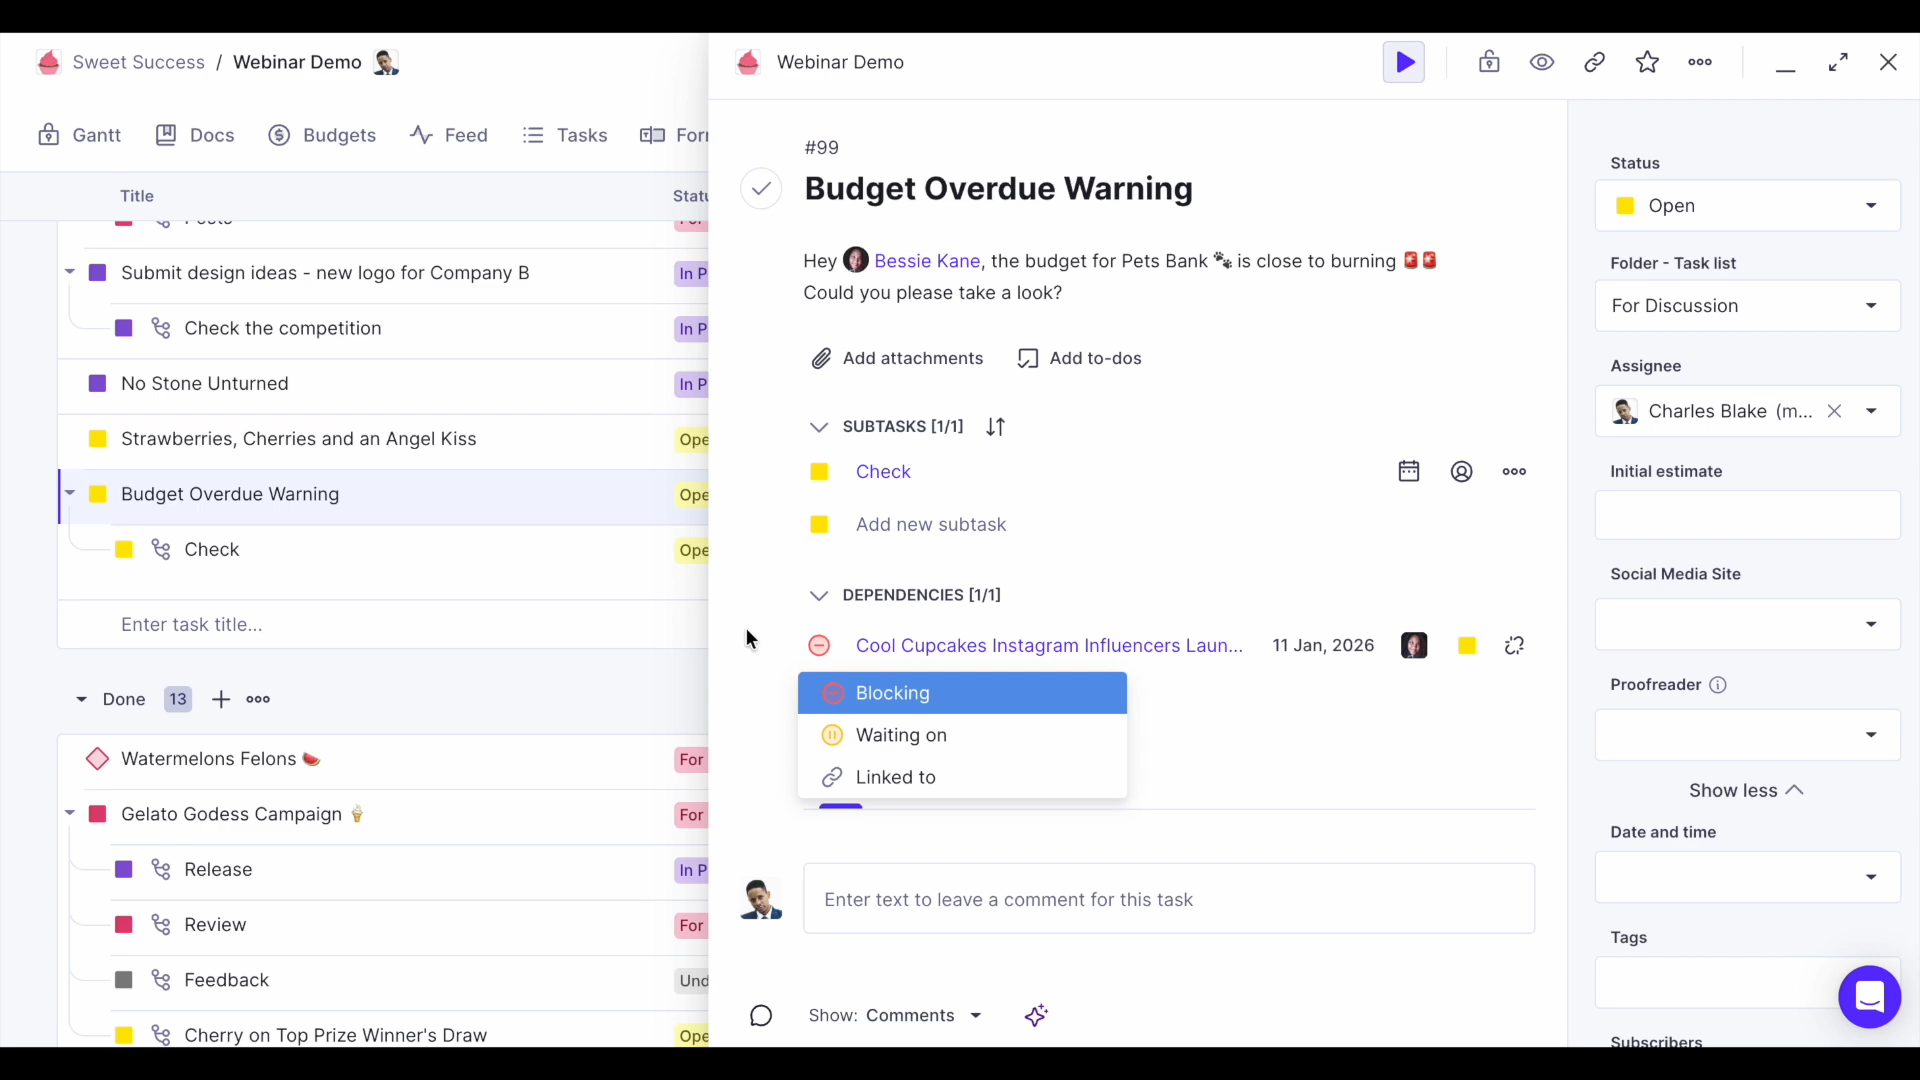 Sweet Success / Webinar Demo
Gantt Docs Budgets Feed Tasks
Title
Submit design ideas - new logo for Company B In P
Check the competition In P
No Stone Unturned In P
Strawberries, Cherries and an Angel Kiss Ope
Budget Overdue Warning Ope
Check Ope
Enter task title...
Done 13
Watermelons Felons For
Gelato Godess Campaign For
Release In P
Review For
Feedback Und
Cherry on Top Prize Winner's Draw Ope
Webinar Demo
#99
Budget Overdue Warning
Hey Bessie Kane, the budget for Pets Bank is close to burning
Could you please take a look?
Add attachments Add to-dos
SUBTASKS [1/1]
Check
Add new subtask
DEPENDENCIES [1/1]
Cool Cupcakes Instagram Influencers Laun... 11 Jan, 2026
Blocking
Waiting on
Linked to
Enter text to leave a comment for this task
Show: Comments
Status
Open
Folder - Task list
For Discussion
Assignee
Charles Blake (m...
Initial estimate
Social Media Site
Proofreader
Show less
Date and time
Tags
Subscribers